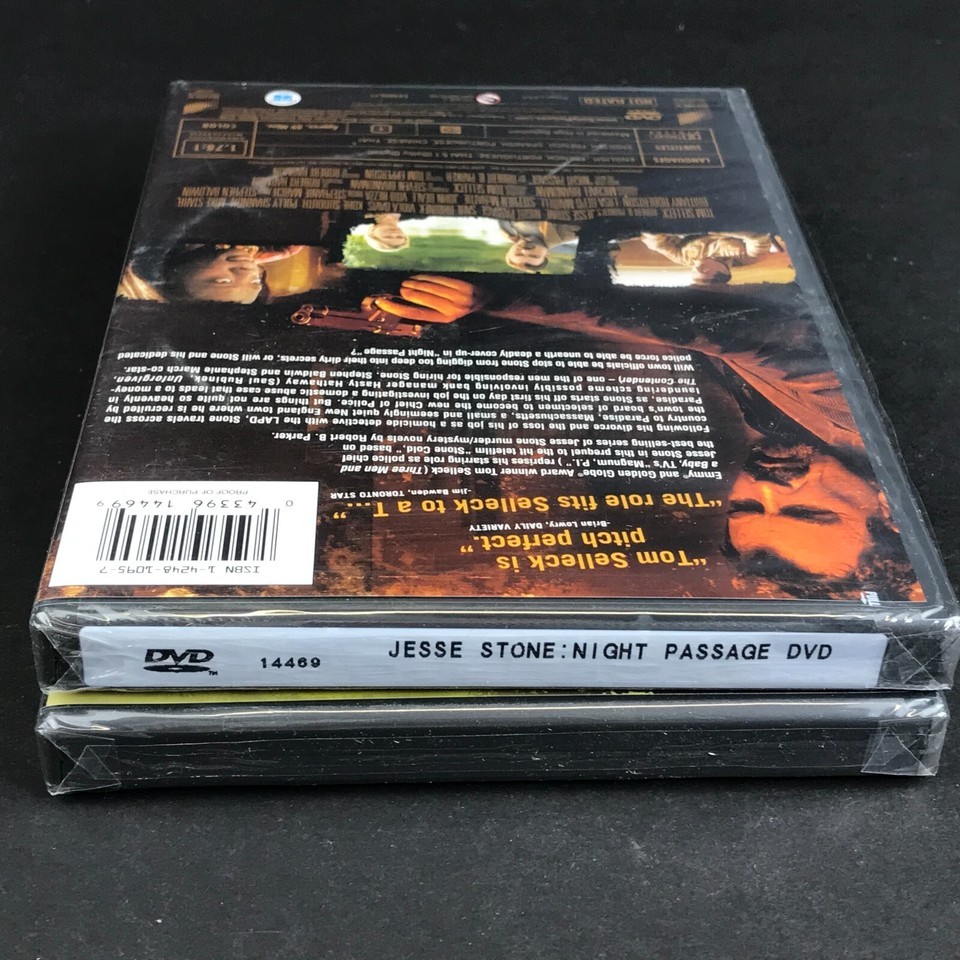 “Tom Selleck is
pitch perfect.”
-Brian Lowry, DAILY VARIETY
“The role fits Selleck to a T…”
-Jim Bawden, TORONTO STAR
Emmy® and Golden Globe® Award winner Tom Selleck (Three Men and
a Baby, TV's "Magnum, P.I.") reprises his starring role as police chief
Jesse Stone in this prequel to the hit telefilm "Stone Cold," based on
the best-selling series of Jesse Stone murder/mystery novels by Robert B. Parker.
Following his divorce and the loss of his job as a homicide detective with the LAPD, Stone travels across the
country to Paradise, Massachusetts, a small and seemingly quiet New England town where he is recruited by
the town's board of selectmen to become the new Chief of Police. But things are not quite so heavenly in
Paradise, as Stone starts off his first day on the job investigating a domestic abuse case that leads to a money-
laundering scheme possibly involving bank manager Hasty Hathaway (Saul Rubinek, Unforgiven,
The Contender) – one of the men responsible for hiring Stone. Stephen Baldwin and Stephanie March co-star.
Will town officials be able to stop Stone from digging too deep into their dirty secrets, or will Stone and his dedicated
police force be able to unearth a deadly cover-up in "Night Passage"?
LANGUAGES
SUBTITLES
1.78:1
COLOR
NOT RATED
ISBN 1-4248-1095-7
0 43396 14469 9
PROOF OF PURCHASE
DVD™ 14469 JESSE STONE:NIGHT PASSAGE DVD